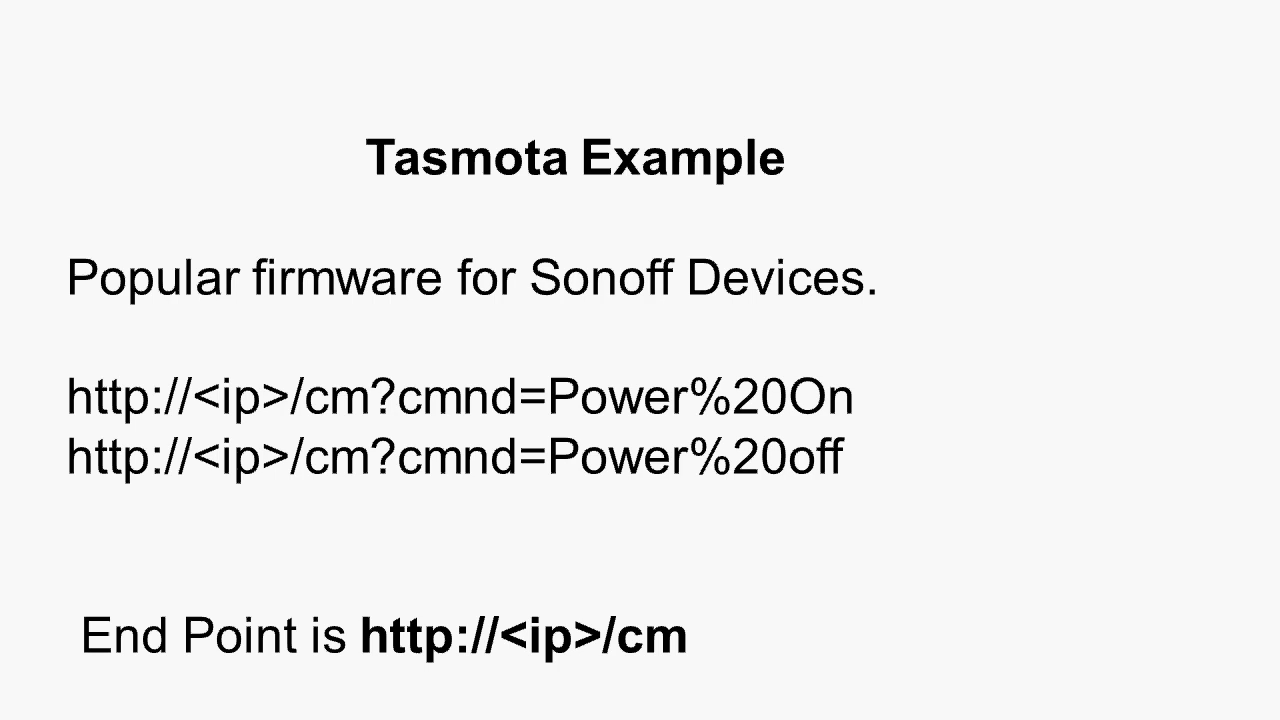 Tasmota Example
Popular firmware for Sonoff Devices.
http://<ip>/cm?cmnd=Power%20On
http://<ip>/cm?cmnd=Power%20off
End Point is http://<ip>/cm